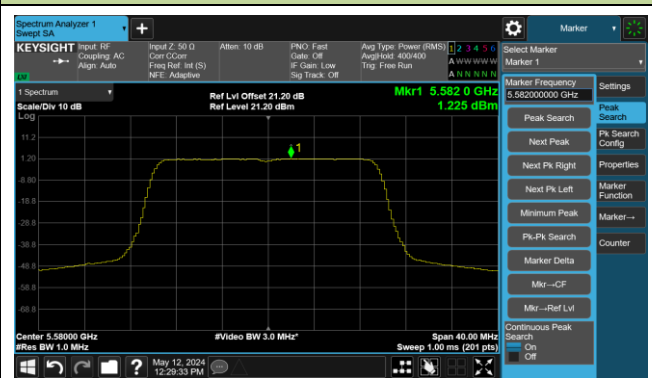 Spectrum Analyzer 1
Swept SA
Marker
KEYSIGHT
Input: RF
Coupling: AC
Align: Auto
Input Z: 50 Ω
Corr CCorr
Freq Ref: Int (S)
NFE: Adaptive
Atten: 10 dB
PNO: Fast
Gate: Off
IF Gain: Low
Sig Track: Off
Avg Type: Power (RMS)
Avg|Hold: 400/400
Trig: Free Run
1 2 3 4 5 6
A W W W W W
A N N N N N
Select Marker
Marker 1
LXI
1 Spectrum
Scale/Div 10 dB
Log
Ref Lvl Offset 21.20 dB
Ref Level 21.20 dBm
Mkr1 5.582 0 GHz
1.225 dBm
1
11.2
1.20
-8.80
-18.8
-28.8
-38.8
-48.8
-58.8
-68.8
Center 5.58000 GHz
#Res BW 1.0 MHz
#Video BW 3.0 MHz*
Span 40.00 MHz
Sweep 1.00 ms (201 pts)
Marker Frequency
5.582000000 GHz
Peak Search
Next Peak
Next Pk Right
Next Pk Left
Minimum Peak
Pk-Pk Search
Marker Delta
Mkr→CF
Mkr→Ref Lvl
Continuous Peak
Search
On
Off
Settings
Peak
Search
Pk Search
Config
Properties
Marker
Function
Marker→
Counter
May 12, 2024
12:29:33 PM